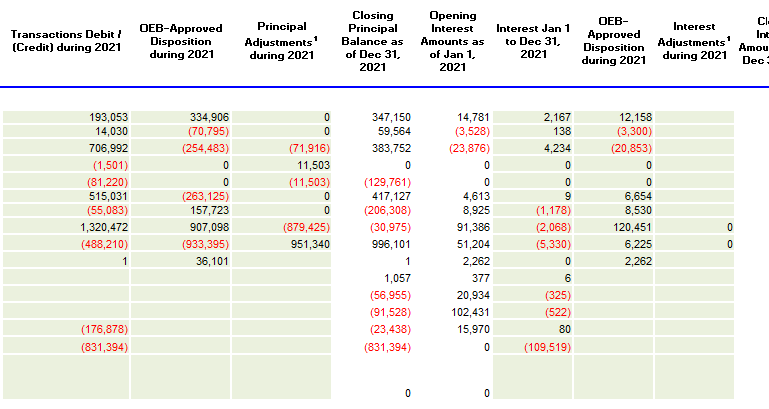 Transactions Debit / (Credit) during 2021 | OEB-Approved Disposition during 2021 | Principal Adjustments1 during 2021 | Closing Principal Balance as of Dec 31, 2021 | Opening Interest Amounts as of Jan 1, 2021 | Interest Jan 1 to Dec 31, 2021 | OEB-Approved Disposition during 2021 | Interest Adjustments1 during 2021
193,053 334,906 0 347,150 14,781 2,167 12,158
14,030 (70,795) 0 59,564 (3,528) 138 (3,300)
706,992 (254,483) (71,916) 383,752 (23,876) 4,234 (20,853)
(1,501) 0 11,503 0 0 0 0
(81,220) 0 (11,503) (129,761) 0 0 0
515,031 (263,125) 0 417,127 4,613 9 6,654
(55,083) 157,723 0 (206,308) 8,925 (1,178) 8,530
1,320,472 907,098 (879,425) (30,975) 91,386 (2,068) 120,451 0
(488,210) (933,395) 951,340 996,101 51,204 (5,330) 6,225 0
1 36,101 1 2,262 0 2,262
1,057 377 6
(56,955) 20,934 (325)
(91,528) 102,431 (522)
(176,878) (23,438) 15,970 80
(831,394) (831,394) 0 (109,519)
0 0